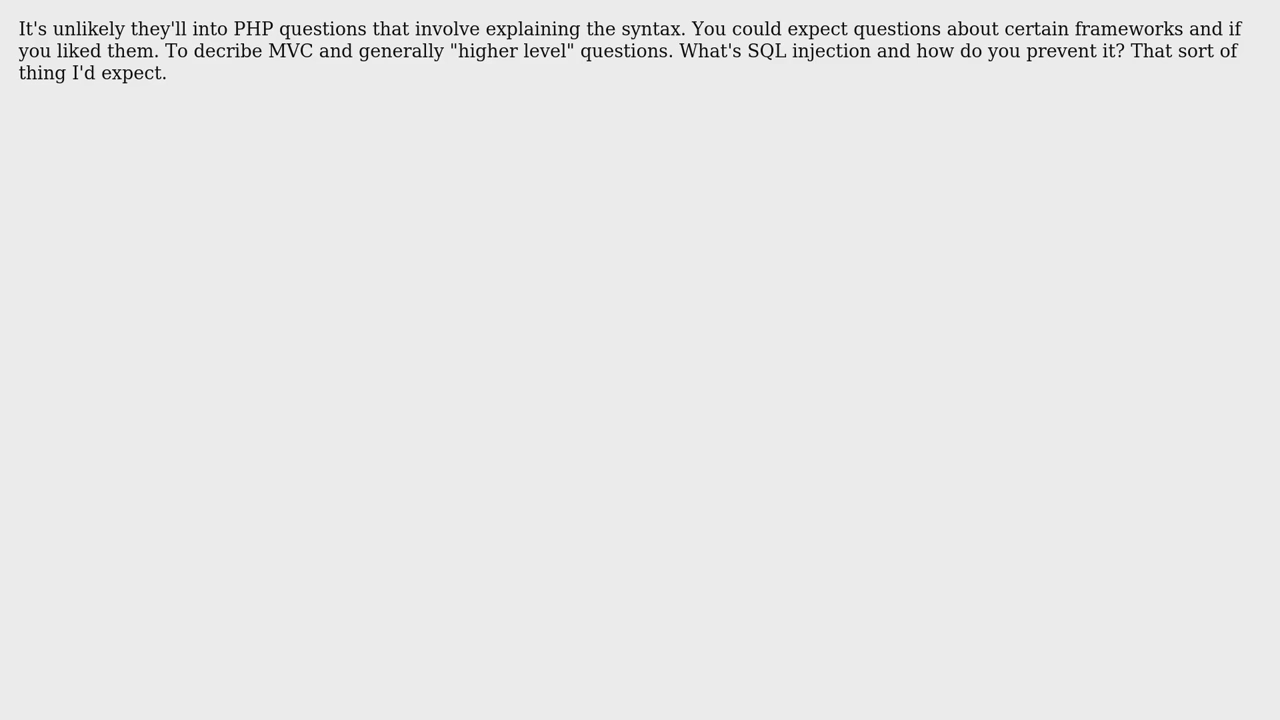 It's unlikely they'll into PHP questions that involve explaining the syntax. You could expect questions about certain frameworks and if
you liked them. To decribe MVC and generally "higher level" questions. What's SQL injection and how do you prevent it? That sort of
thing I'd expect.